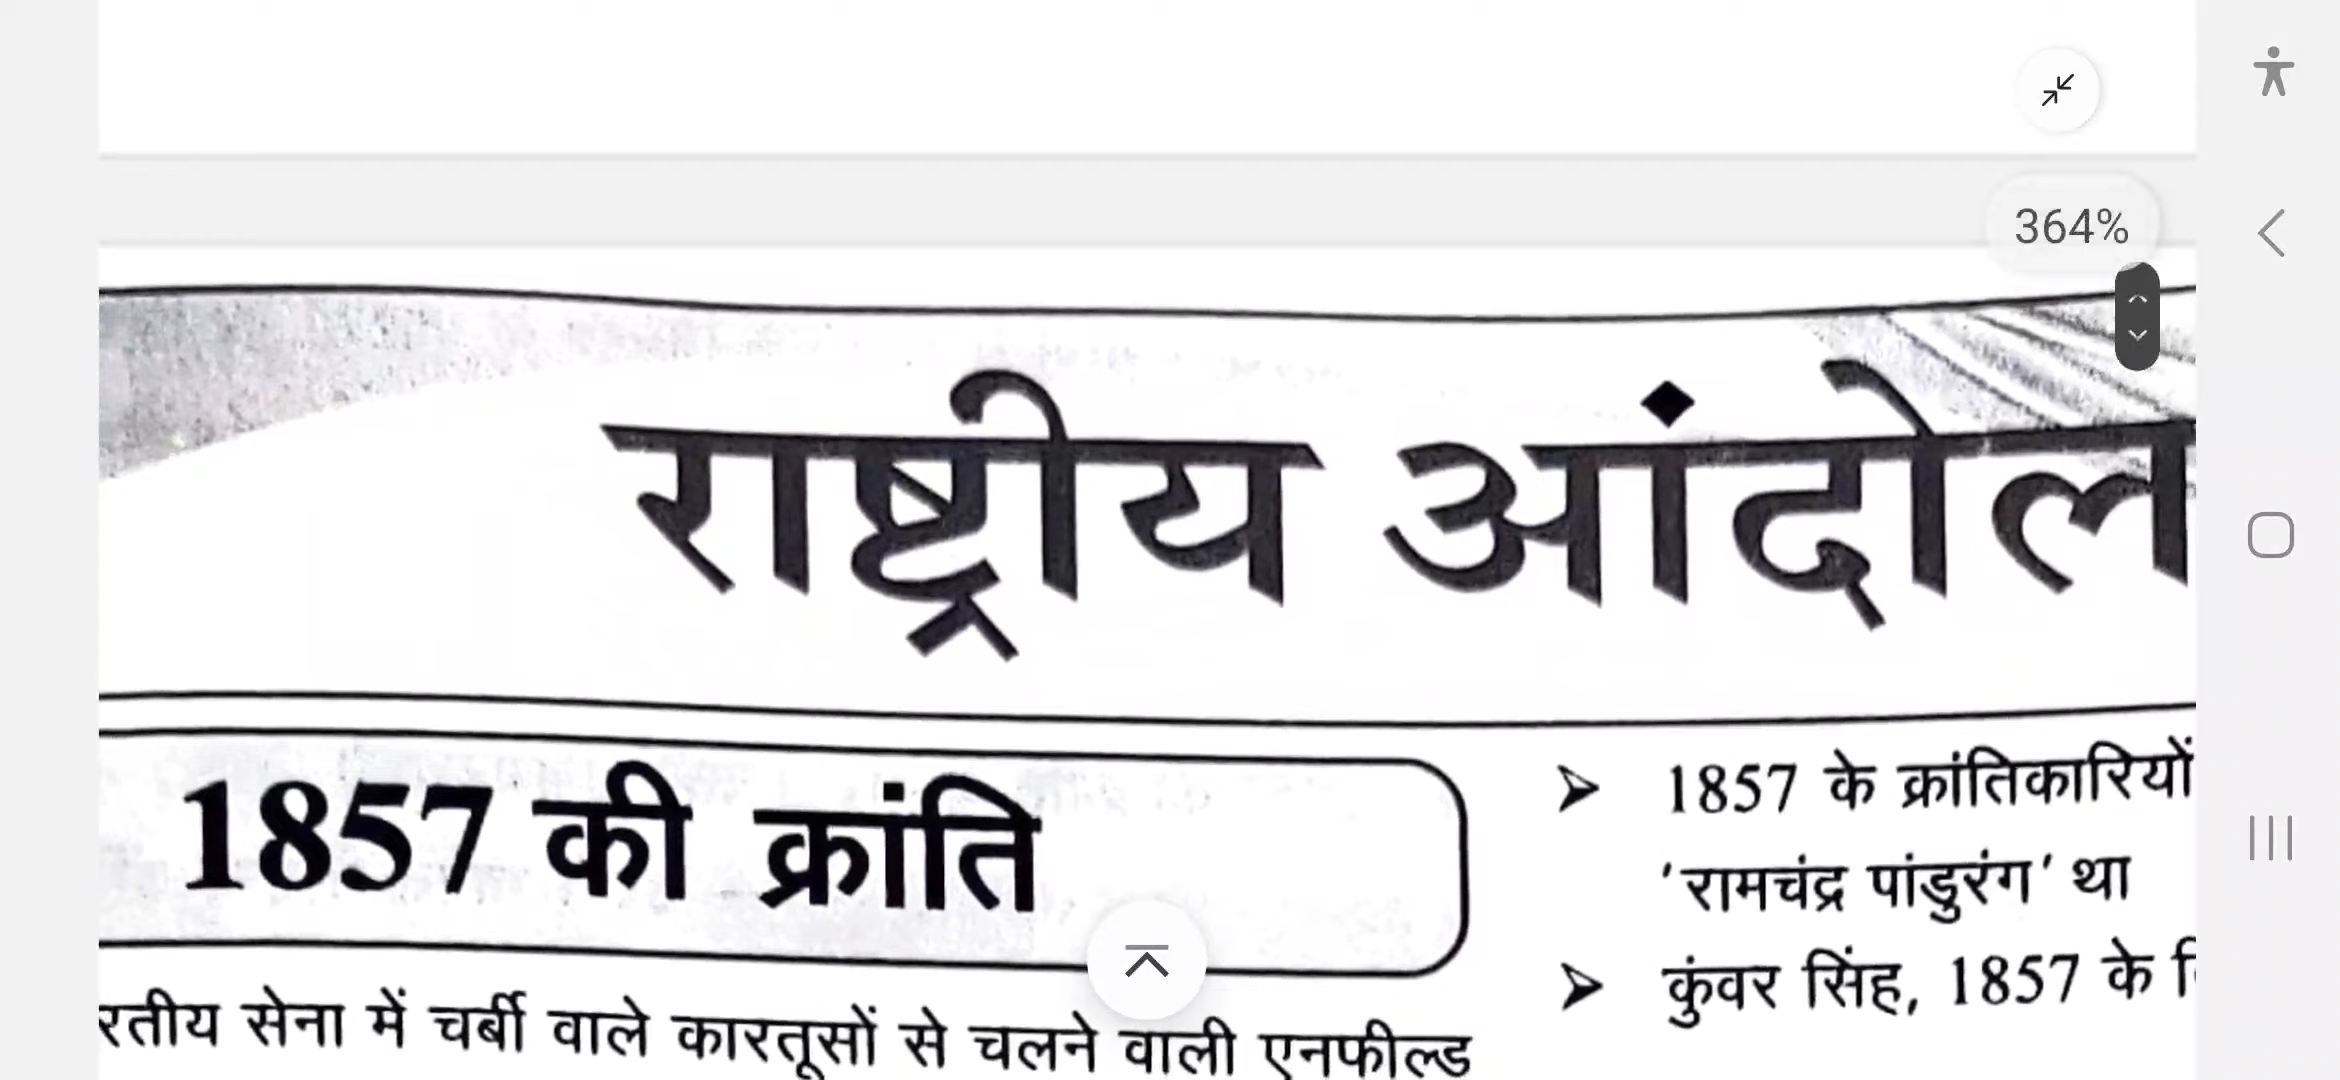 364%
राष्ट्रीय आंदोल
1857 की क्रांति
रतीय सेना में चर्बी वाले कारतूसों से चलने वाली एनफील्ड
➢ 1857 के क्रांतिकारियों
'रामचंद्र पांडुरंग' था
➢ कुंवर सिंह, 1857 के